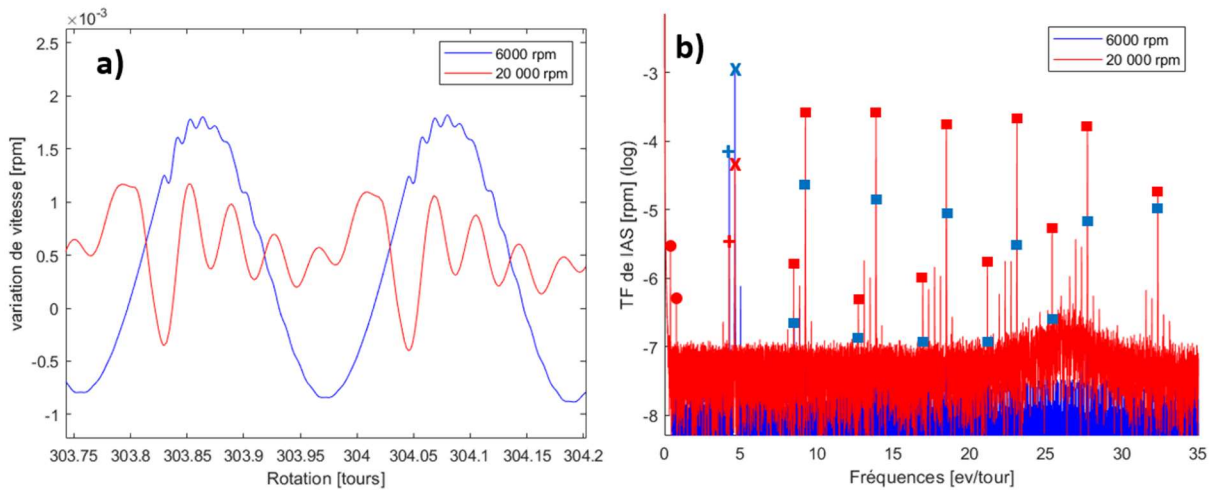 ×10⁻³
a)
6000 rpm
20 000 rpm
variation de vitesse [rpm]
2.5
2
1.5
1
0.5
0
-0.5
-1
303.75 303.8 303.85 303.9 303.95 304 304.05 304.1 304.15 304.2
Rotation [tours]
b)
6000 rpm
20 000 rpm
TF de IAS [rpm] (log)
-3
-4
-5
-6
-7
-8
0 5 10 15 20 25 30 35
Fréquences [ev/tour]